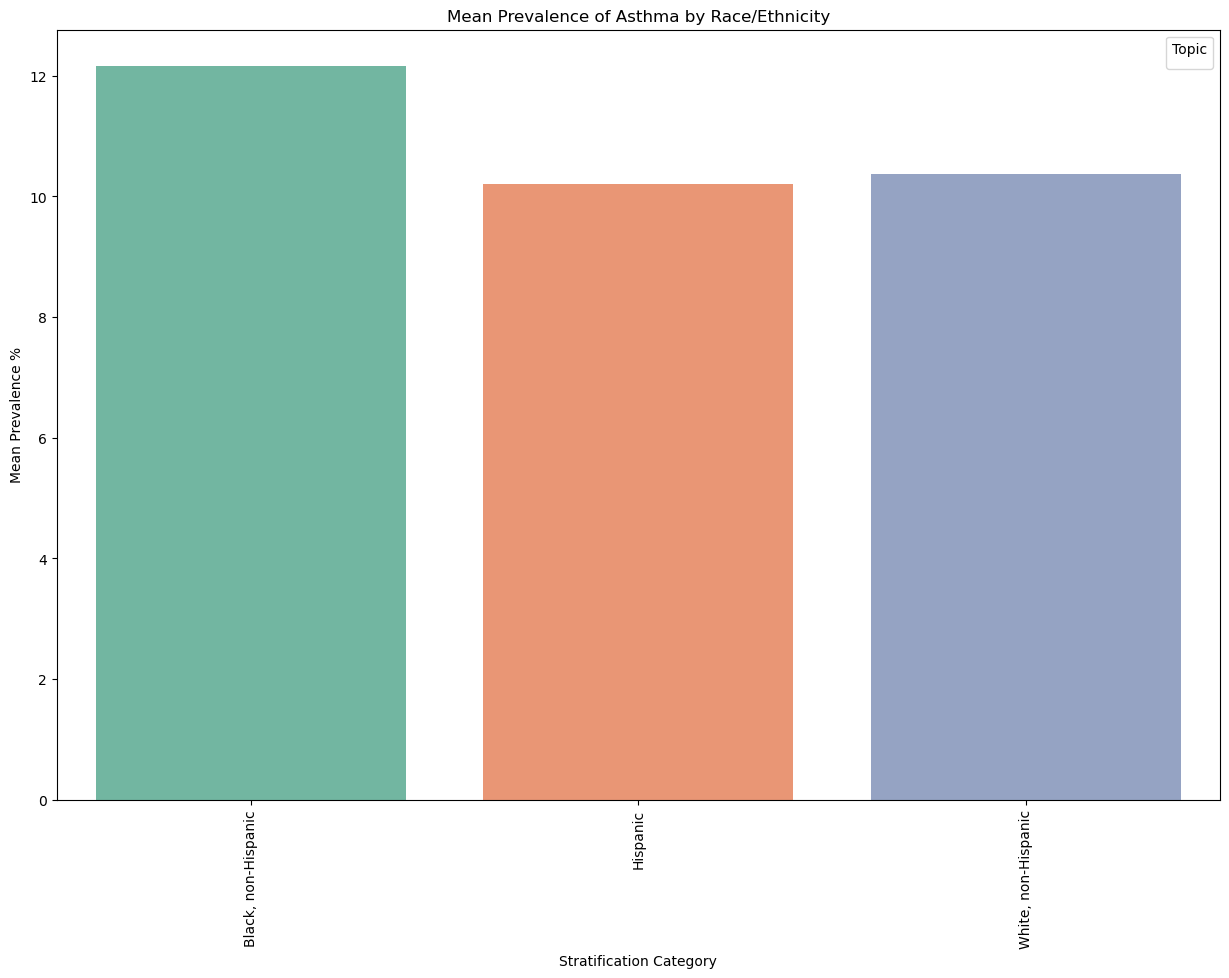 Mean Prevalence of Asthma by Race/Ethnicity
Topic
12
10
8
6
4
2
0
Mean Prevalence %
Black, non-Hispanic
Hispanic
White, non-Hispanic
Stratification Category